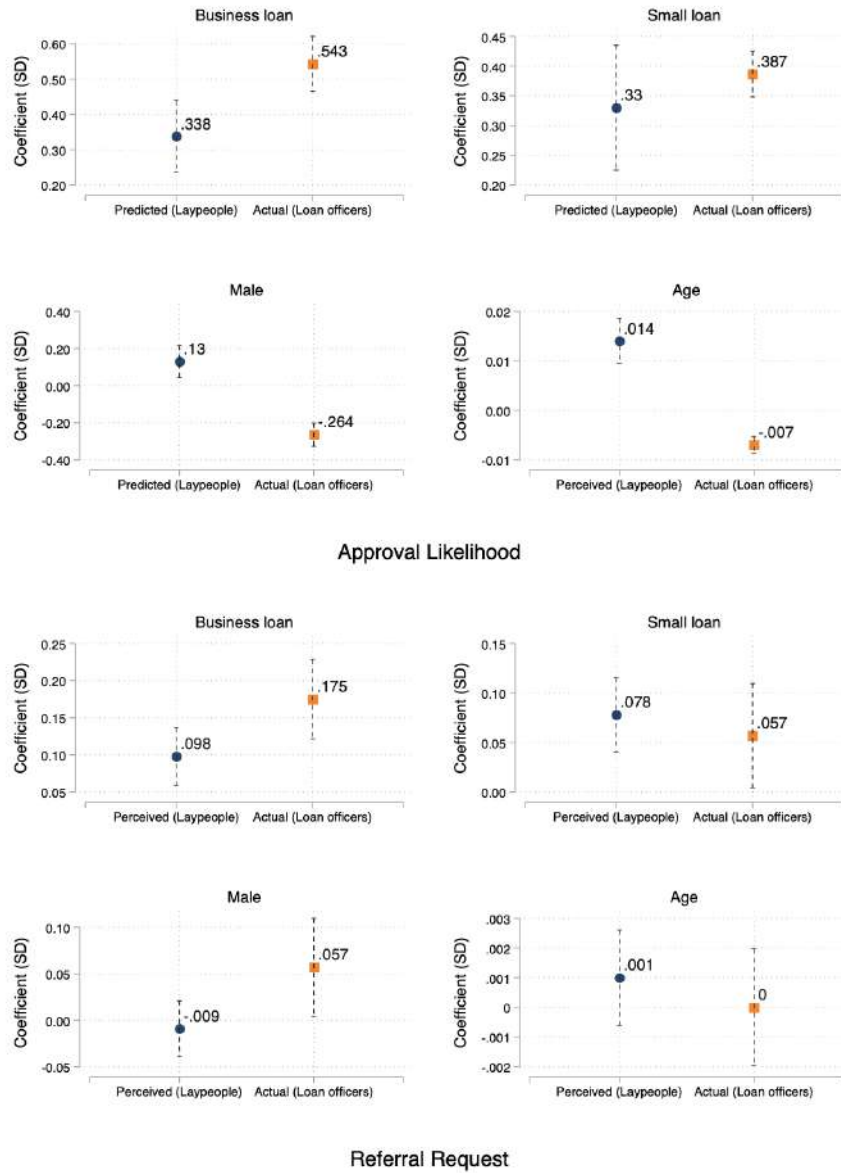 Business loan
Coefficient (SD)
0.60
0.50
0.40
0.30
0.20
.338
.543
Predicted (Laypeople) Actual (Loan officers)
Small loan
Coefficient (SD)
0.45
0.40
0.35
0.30
0.25
0.20
.33
.387
Predicted (Laypeople) Actual (Loan officers)
Male
Coefficient (SD)
0.40
0.20
0.00
-0.20
-0.40
.13
-.264
Predicted (Laypeople) Actual (Loan officers)
Age
Coefficient (SD)
0.02
0.01
0.00
-0.01
.014
-.007
Perceived (Laypeople) Actual (Loan officers)
Approval Likelihood
Business loan
Coefficient (SD)
0.25
0.20
0.15
0.10
0.05
.098
.175
Perceived (Laypeople) Actual (Loan officers)
Small loan
Coefficient (SD)
0.15
0.10
0.05
0.00
.078
.057
Perceived (Laypeople) Actual (Loan officers)
Male
Coefficient (SD)
0.10
0.05
0.00
-0.05
-.009
.057
Perceived (Laypeople) Actual (Loan officers)
Age
Coefficient (SD)
.003
.002
.001
0
-.001
-.002
.001
0
Perceived (Laypeople) Actual (Loan officers)
Referral Request